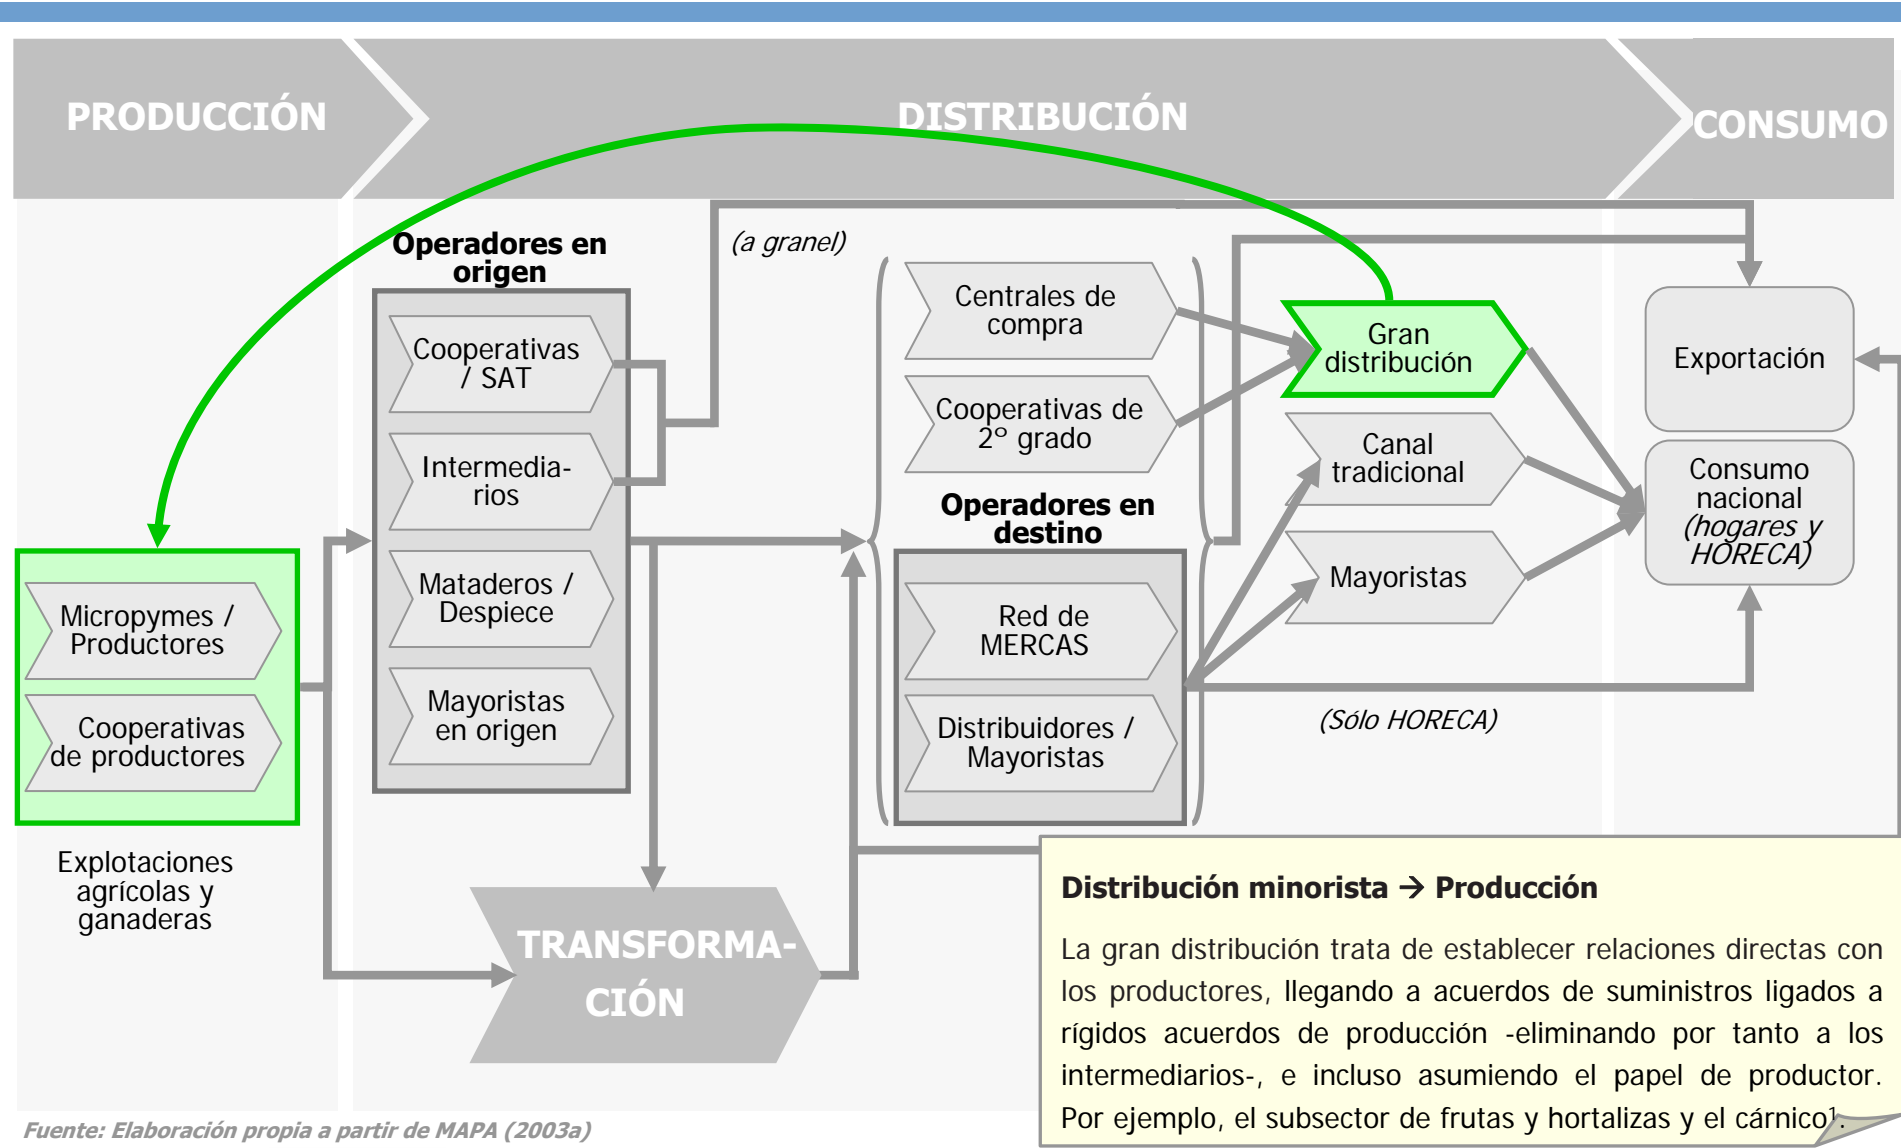 PRODUCCIÓN
DISTRIBUCIÓN
CONSUMO
Operadores en
origen
(a granel)
Cooperativas
/ SAT
Intermedia-
rios
Mataderos /
Despiece
Mayoristas
en origen
Centrales de
compra
Cooperativas de
2º grado
Operadores en
destino
Red de
MERCAS
Distribuidores /
Mayoristas
Gran
distribución
Canal
tradicional
Mayoristas
(Sólo HORECA)
Exportación
Consumo
nacional
(hogares y
HORECA)
Micropymes /
Productores
Cooperativas
de productores
Explotaciones
agrícolas y
ganaderas
TRANSFORMA-
CIÓN
Distribución minorista → Producción
La gran distribución trata de establecer relaciones directas con
los productores, llegando a acuerdos de suministros ligados a
rígidos acuerdos de producción -eliminando por tanto a los
intermediarios-, e incluso asumiendo el papel de productor.
Por ejemplo, el subsector de frutas y hortalizas y el cárnico¹.
Fuente: Elaboración propia a partir de MAPA (2003a)